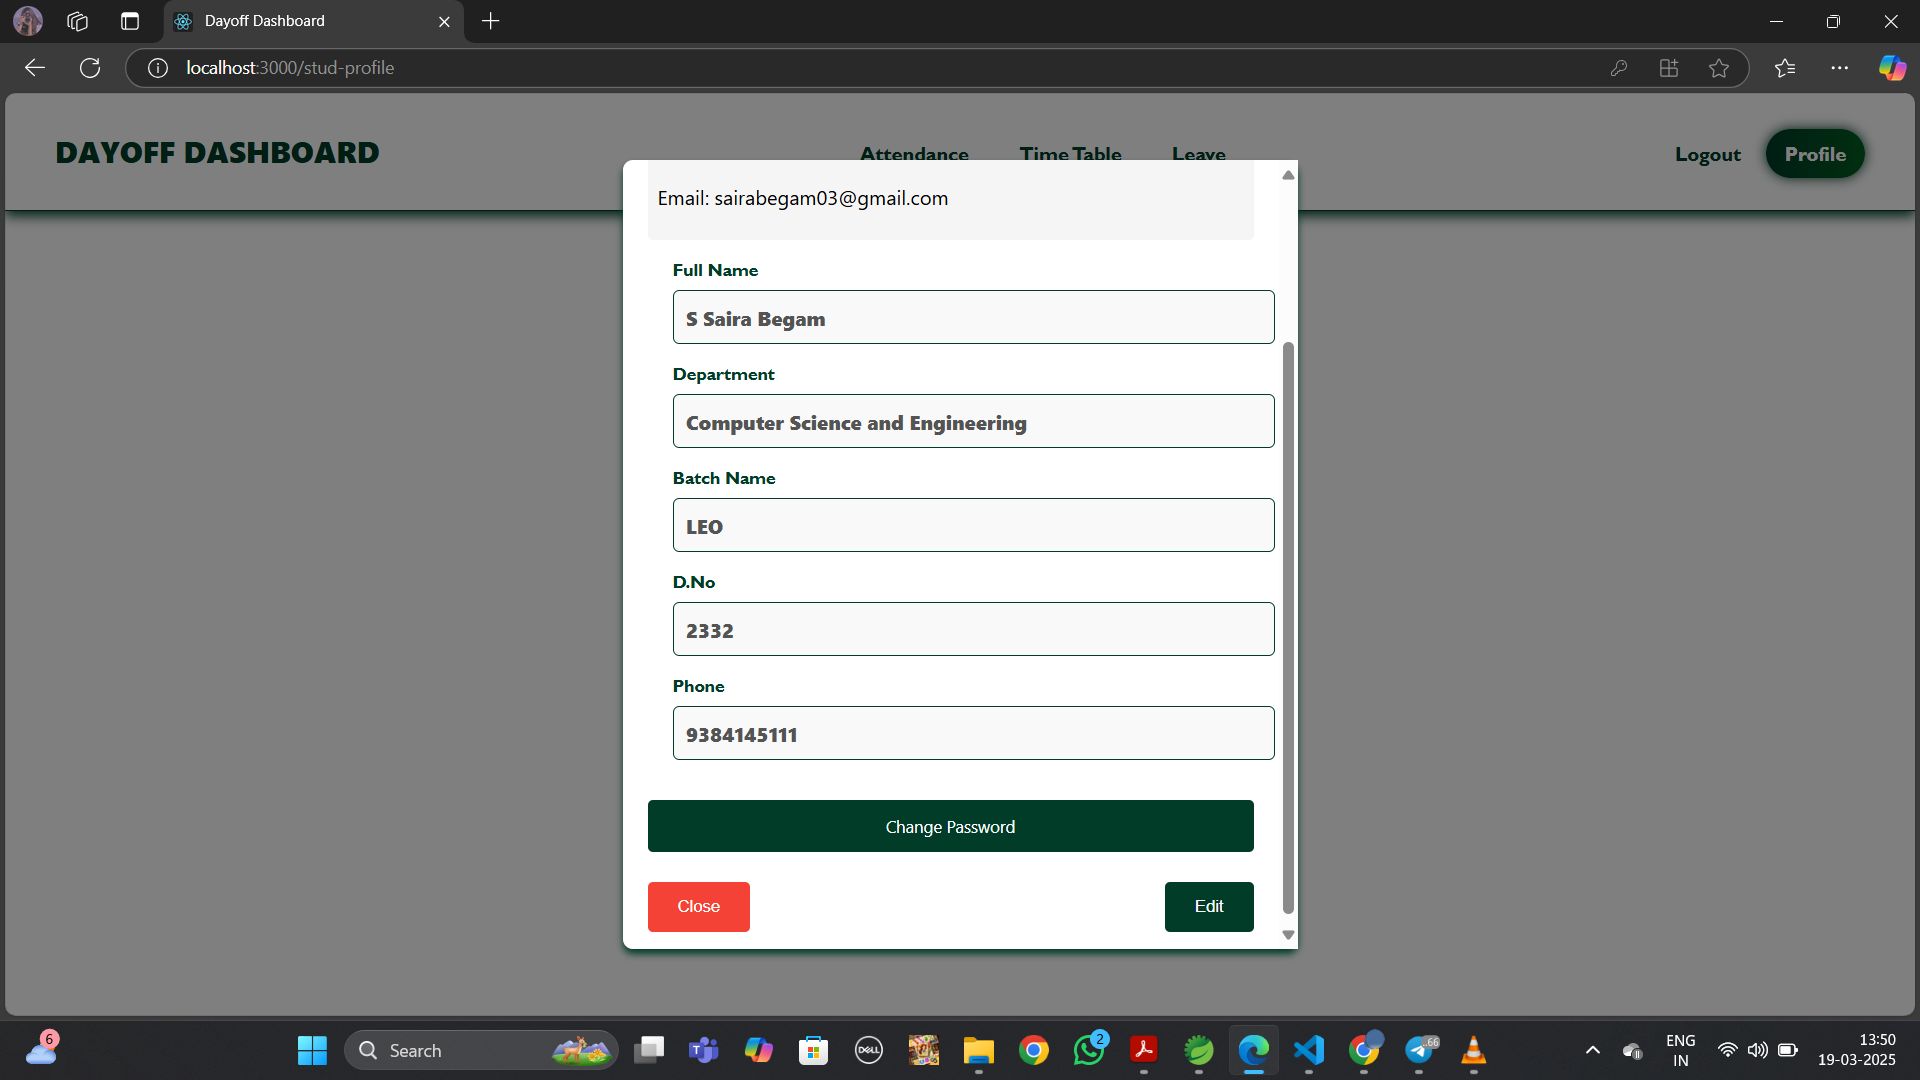 Dayoff Dashboard
localhost:3000/stud-profile
DAYOFF DASHBOARD
Attendance
Time Table
Leave
Logout
Profile
Email: sairabegam03@gmail.com
Full Name
S Saira Begam
Department
Computer Science and Engineering
Batch Name
LEO
D.No
2332
Phone
9384145111
Change Password
Close
Edit
6
Search
DELL
2
66
ENG
IN
13:50
19-03-2025